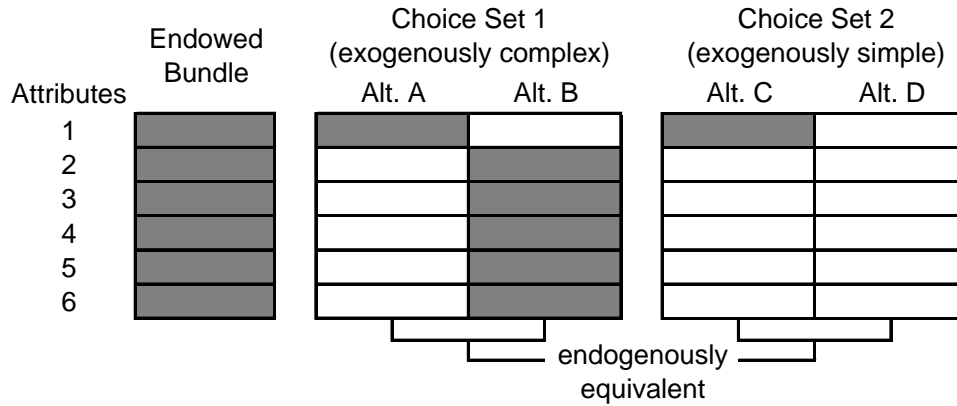 Endowed
Bundle
Choice Set 1
(exogenously complex)
Choice Set 2
(exogenously simple)
Attributes
Alt. A
Alt. B
Alt. C
Alt. D
1
2
3
4
5
6
endogenously
equivalent